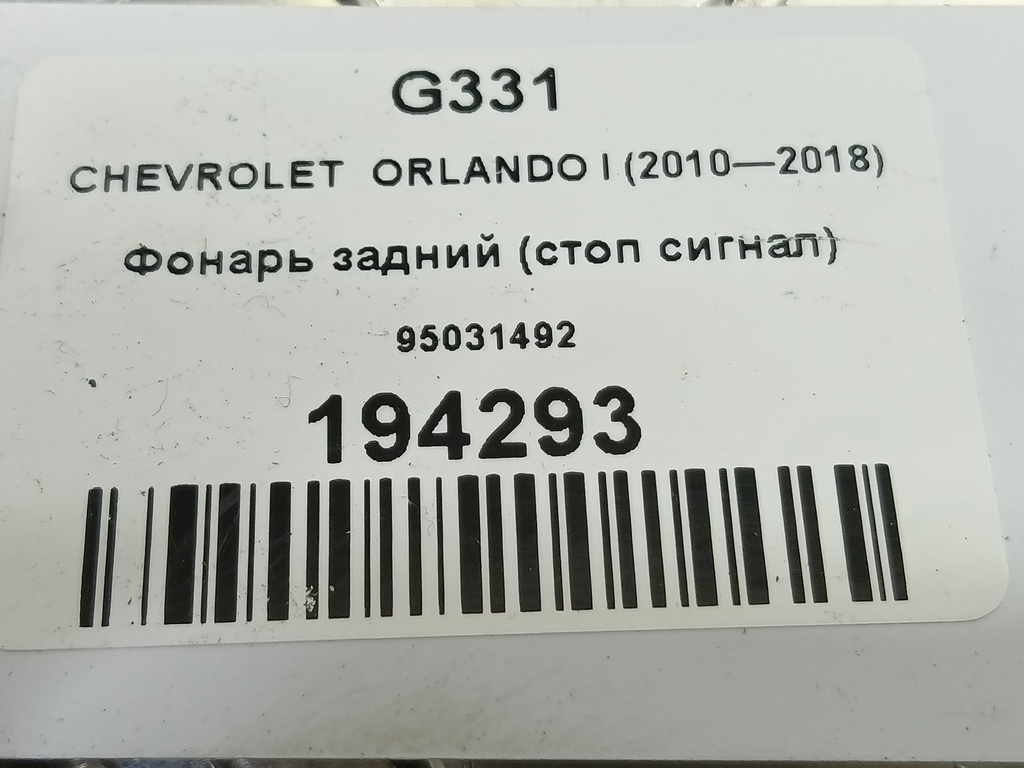 G331
CHEVROLET ORLANDO I (2010—2018)
Фонарь задний (стоп сигнал)
95031492
194293